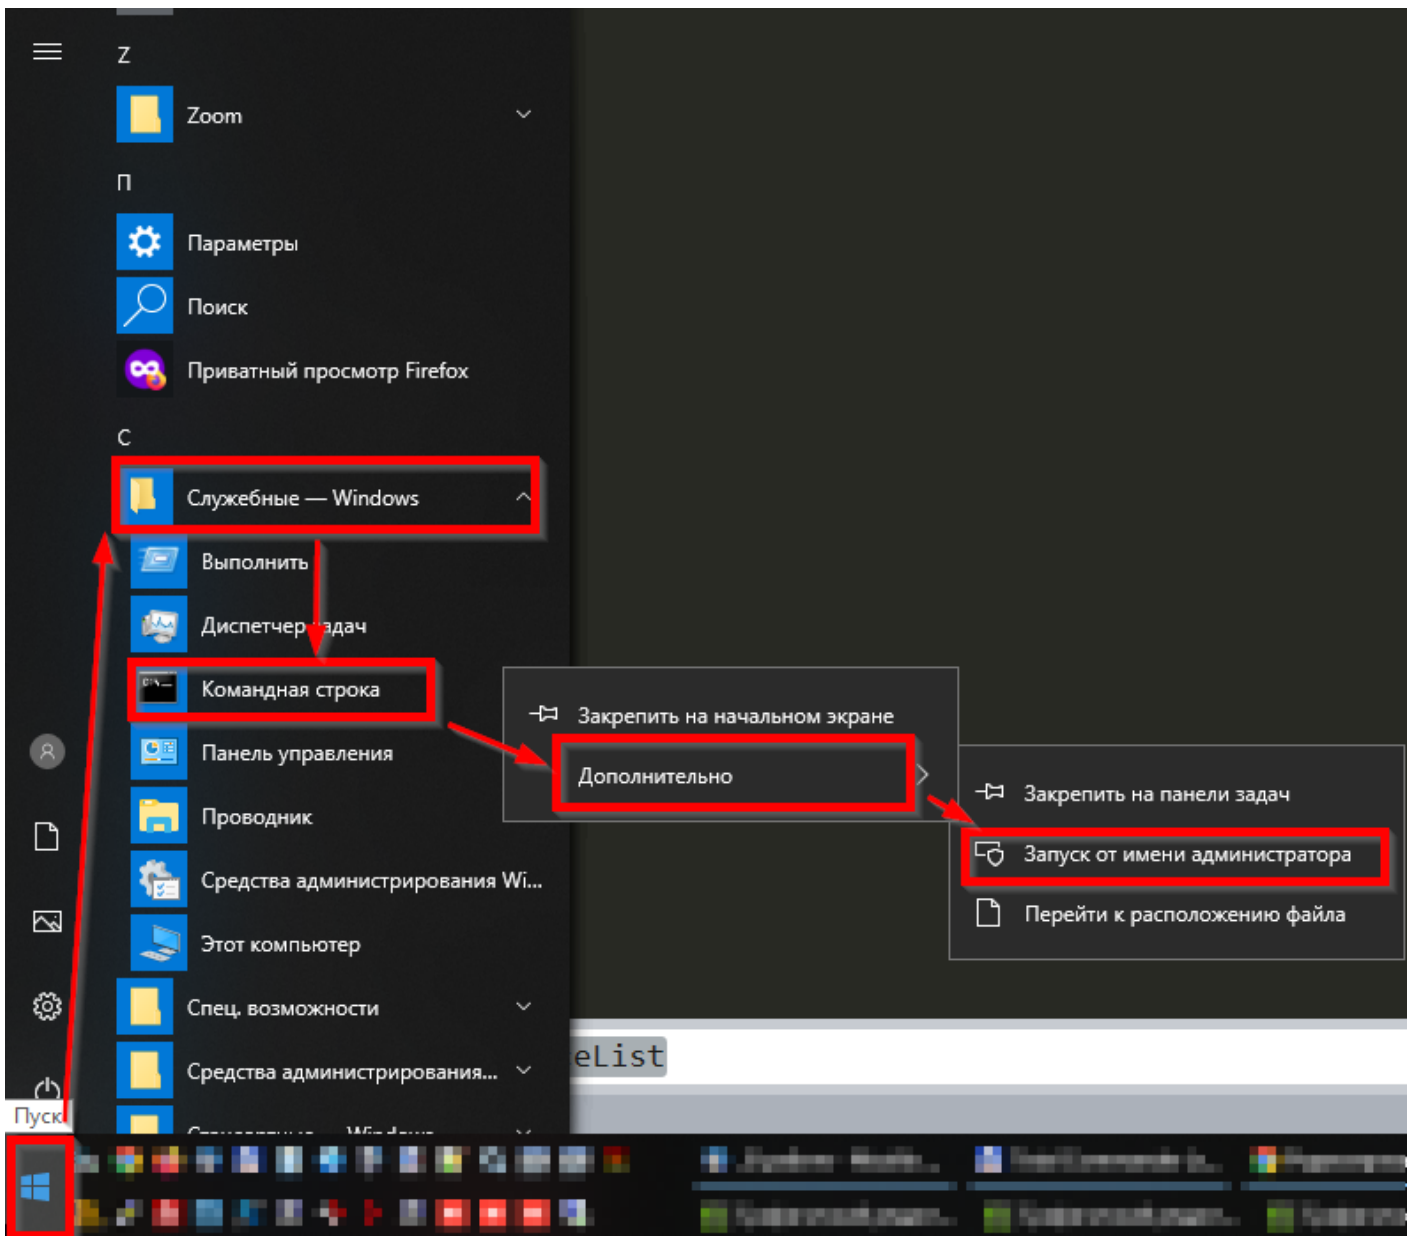 Z
Zoom
П
Параметры
Поиск
Приватный просмотр Firefox
С
Служебные — Windows
Выполнить
Диспетчер задач
Командная строка
Закрепить на начальном экране
Панель управления
Дополнительно
Закрепить на панели задач
Проводник
Запуск от имени администратора
Средства администрирования Wi...
Перейти к расположению файла
Этот компьютер
Спец. возможности
eList
Средства администрирования...
Пуск